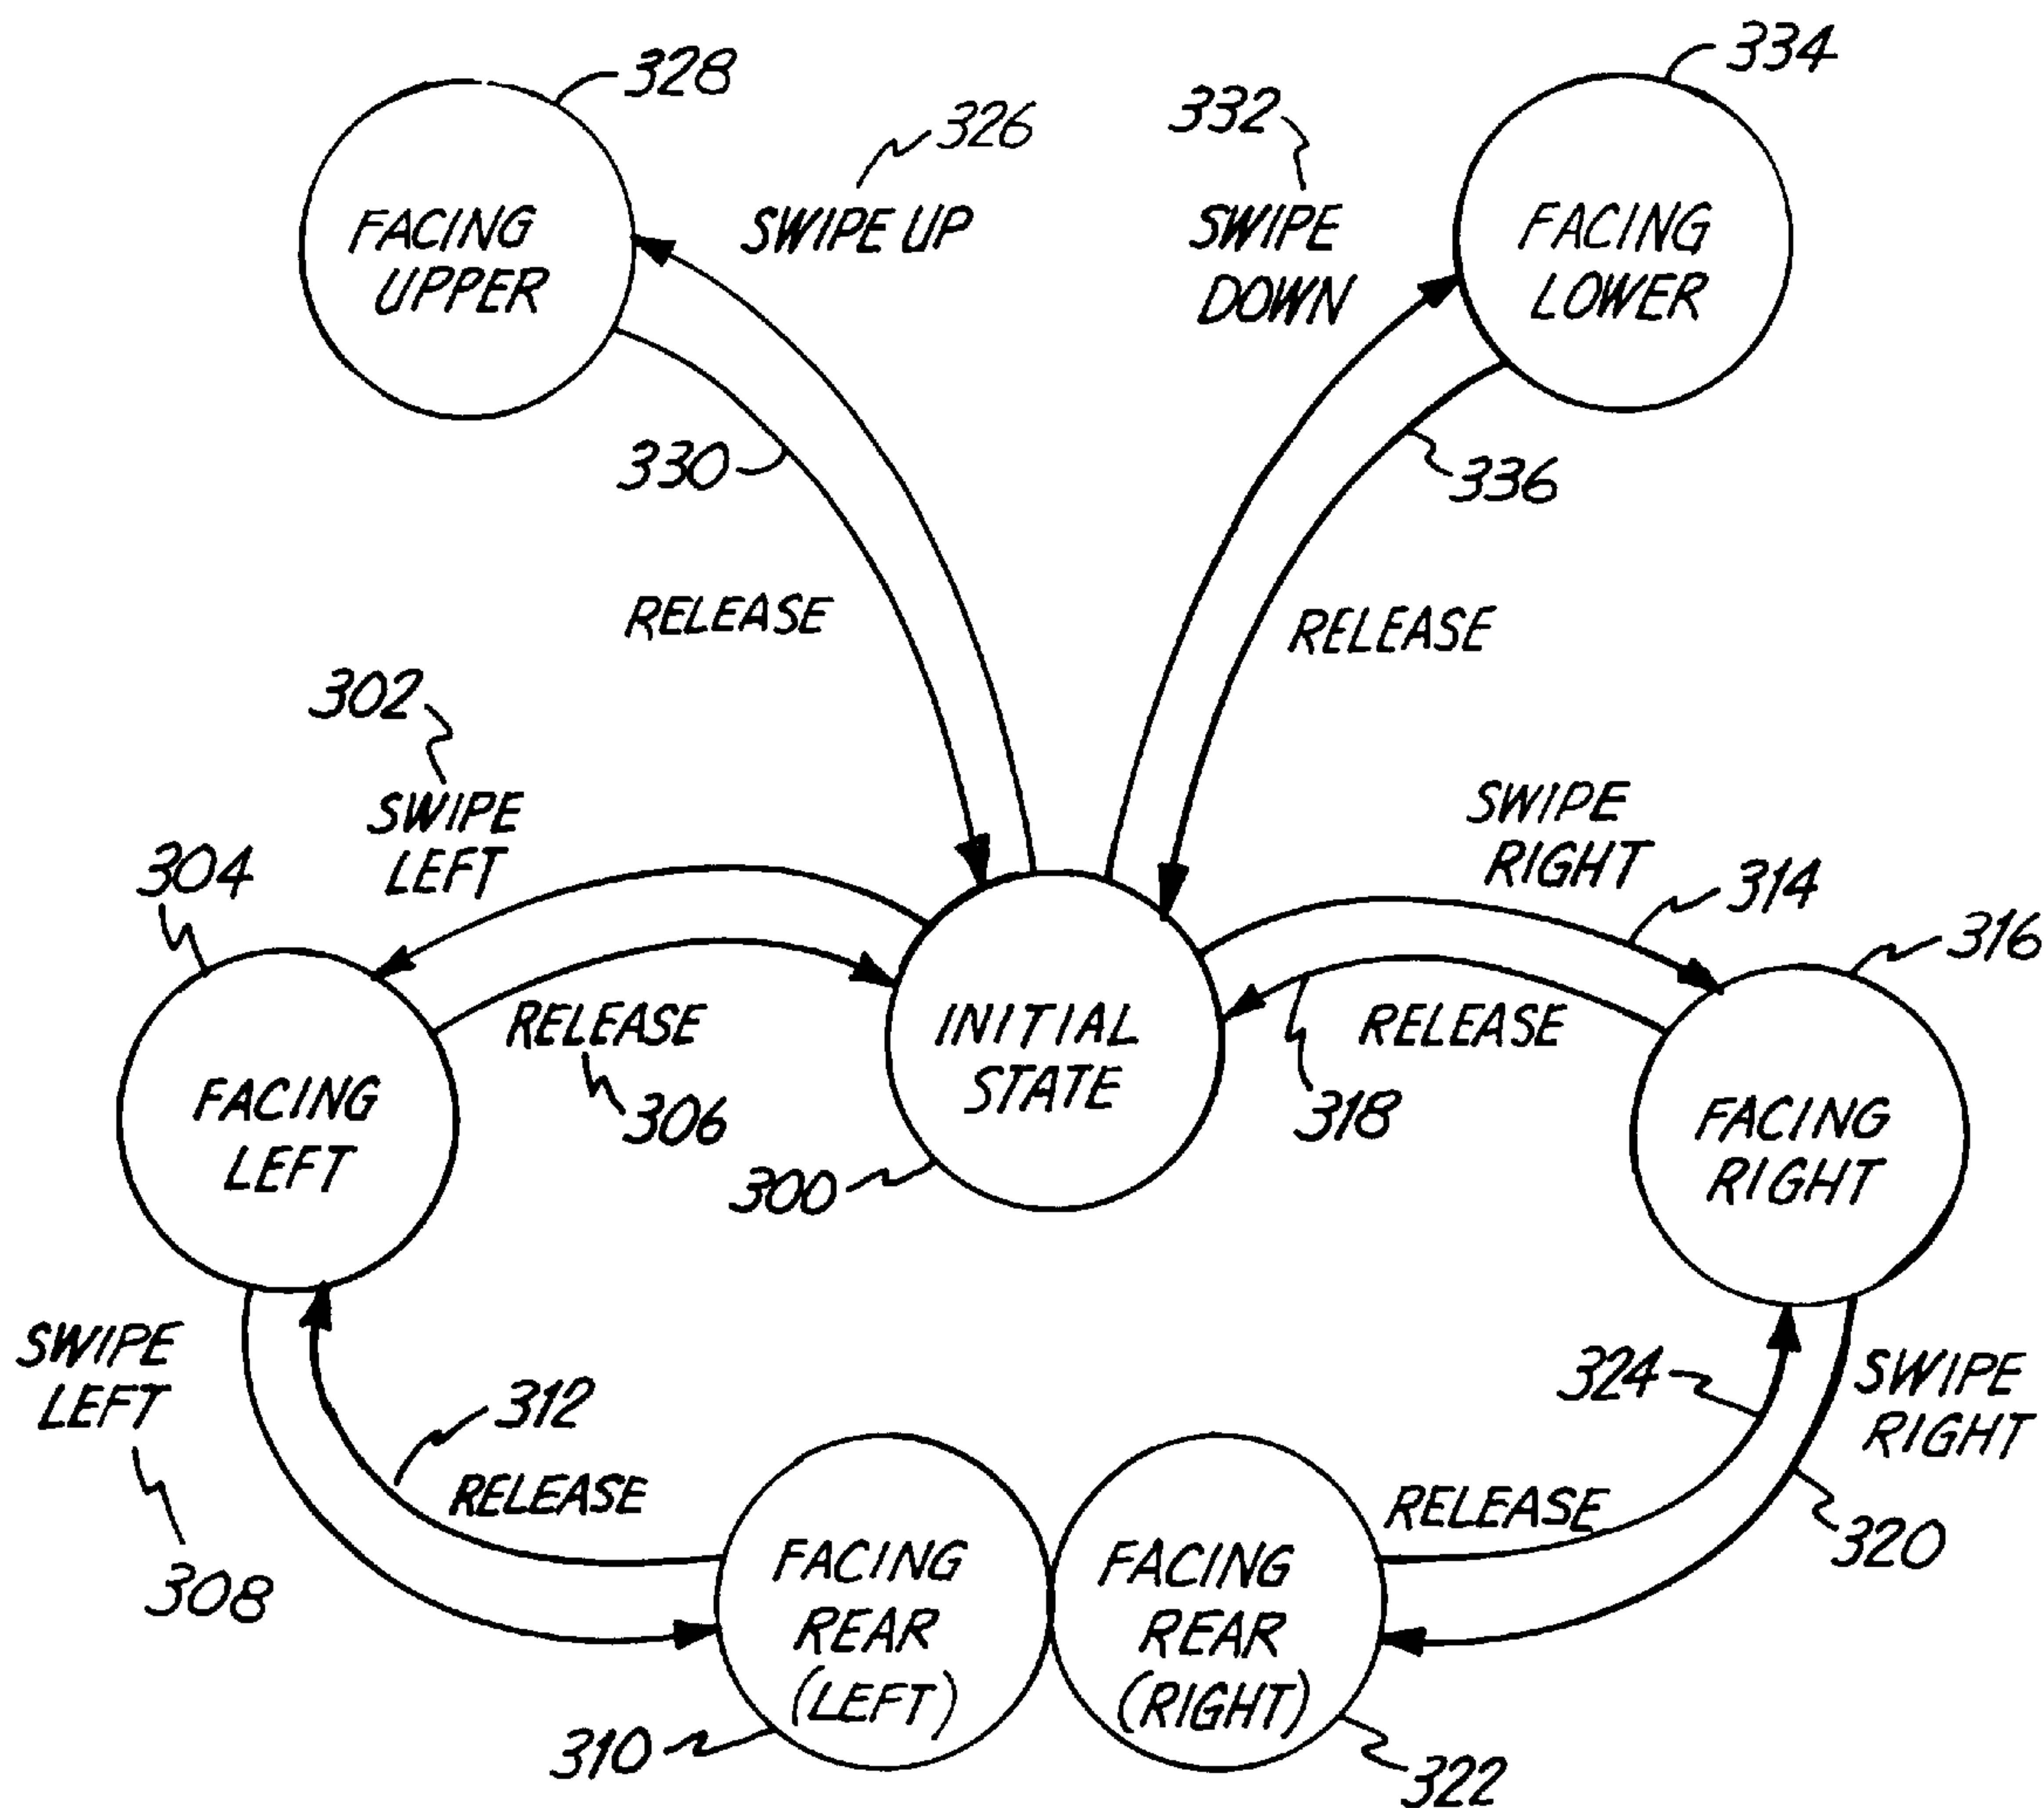 328
334
326
332
FACING
UPPER
SWIPE UP
SWIPE
DOWN
FACING
LOWER
330
336
RELEASE
RELEASE
302
SWIPE
LEFT
SWIPE
RIGHT
304
314
316
RELEASE
INITIAL
STATE
RELEASE
306
318
FACING
LEFT
FACING
RIGHT
300
SWIPE
LEFT
312
324
SWIPE
RIGHT
RELEASE
RELEASE
308
320
FACING
REAR
(LEFT)
FACING
REAR
(RIGHT)
310
322